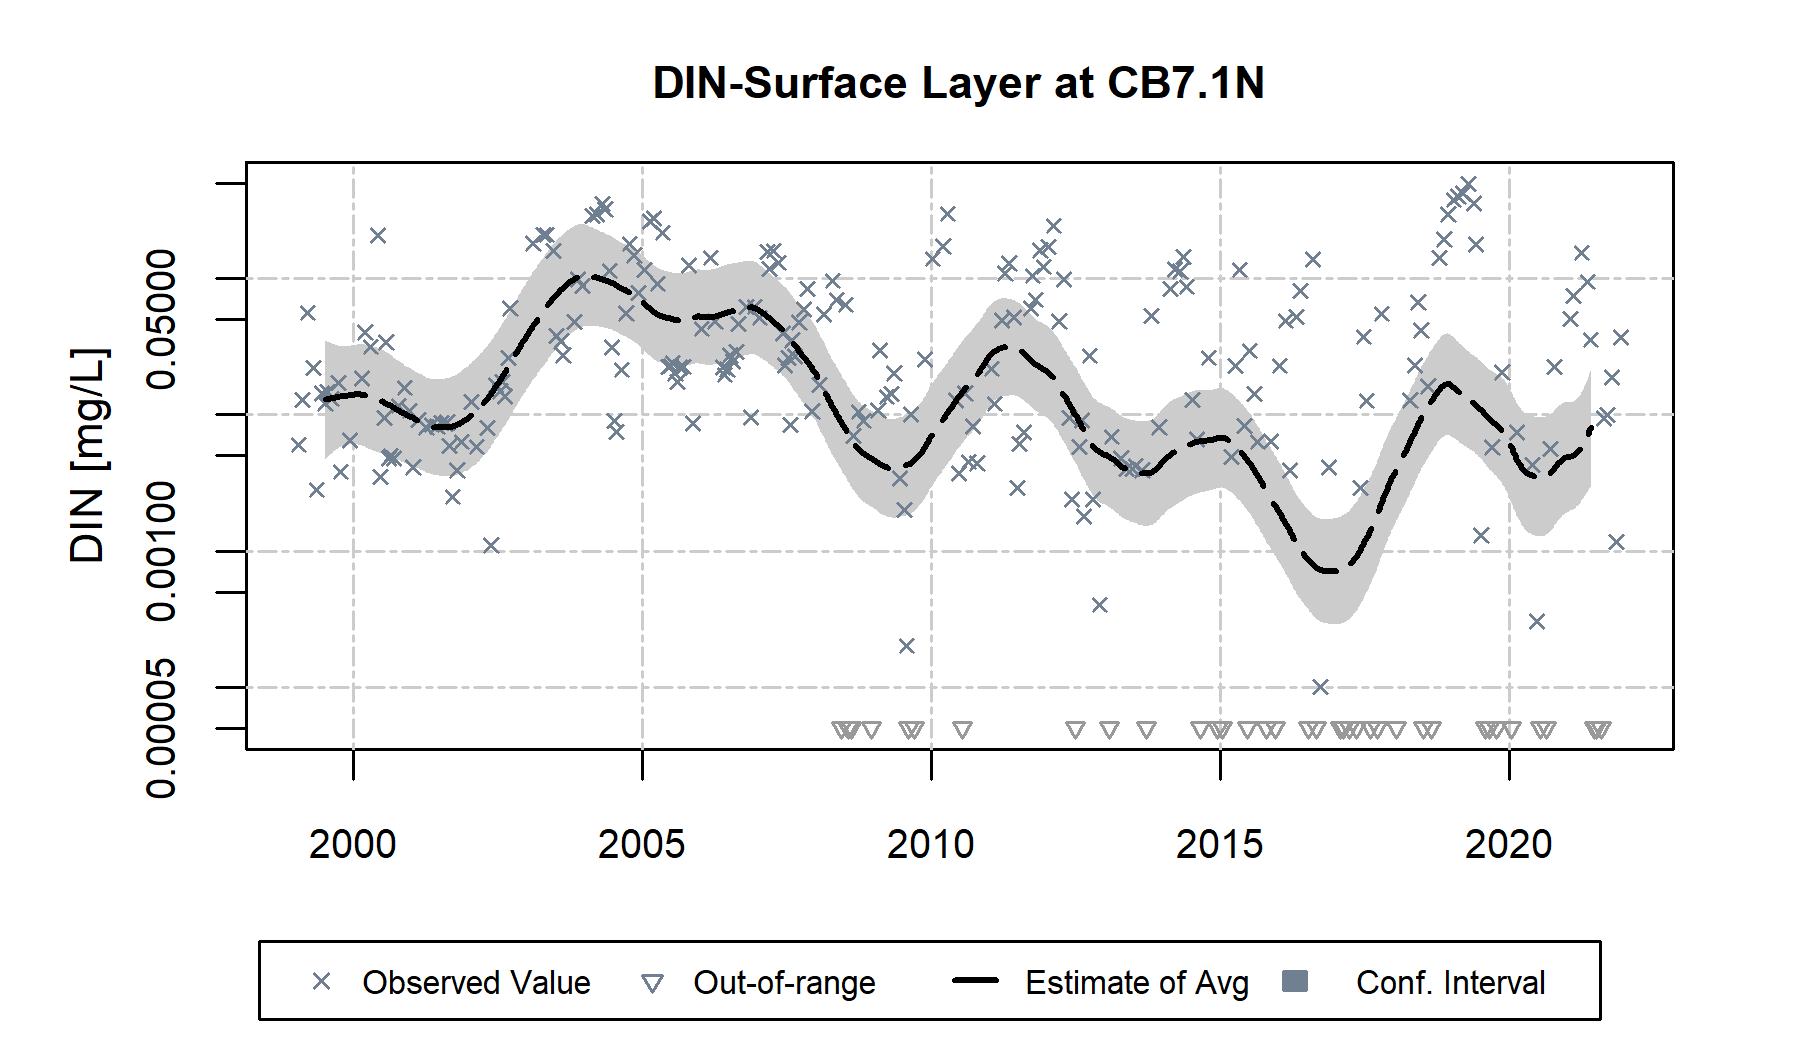 DIN-Surface Layer at CB7.1N
DIN [mg/L]
0.05000
0.00100
0.00005
2000 2005 2010 2015 2020
Observed Value Out-of-range Estimate of Avg Conf. Interval